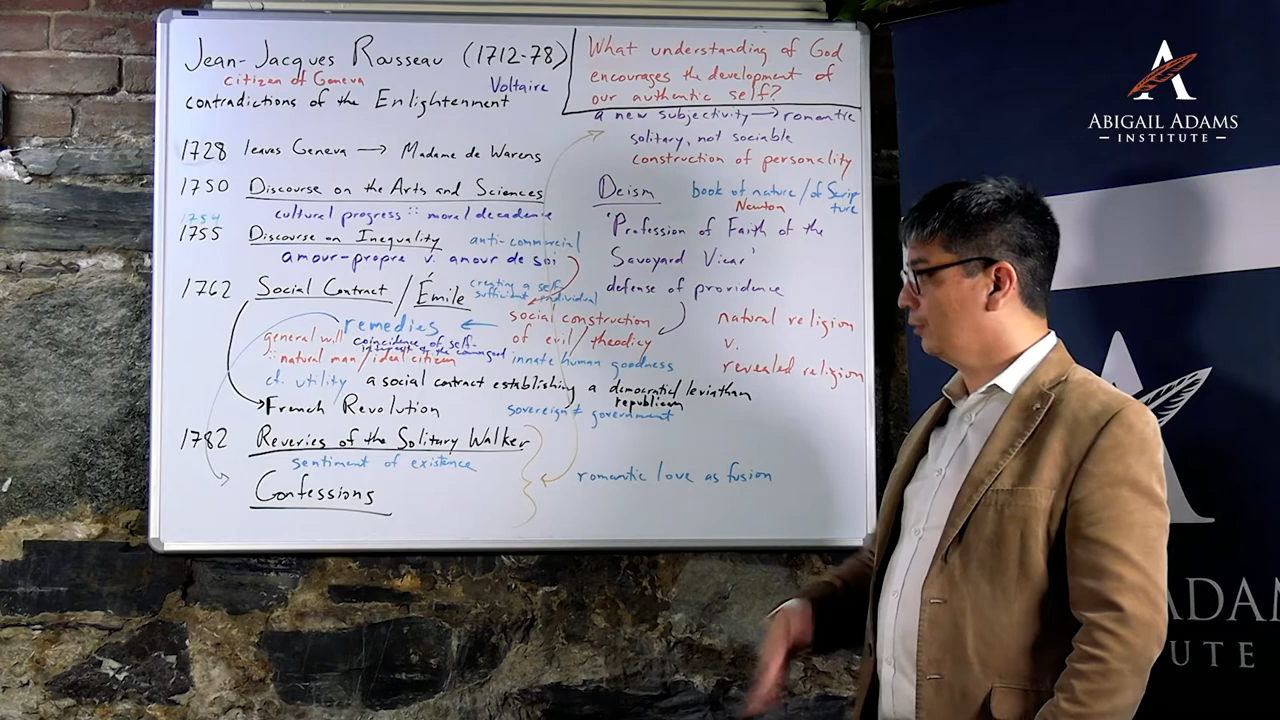 Jean-Jacques Rousseau (1712-78)
citizen of Geneva
Voltaire
contradictions of the Enlightenment
What understanding of God
encourages the development of
our authentic self?
a new subjectivity → romantic
solitary, not sociable
construction of personality
1728 leaves Geneva → Madame de Warens
1750 Discourse on the Arts and Sciences
cultural progress :: moral decadence
1754
1755 Discourse on Inequality anti-commercial
amour-propre v. amour de soi
1762 Social Contract / Émile
creating a self-
sufficient individual
remedies ←
social construction
of evil/theodicy
general will
coincidence of self-
:: natural man/ideal citizen
innate human goodness
cf. utility
a social contract establishing a democratic leviathan
republican
French Revolution
sovereign ≠ government
1782 Reveries of the Solitary Walker
sentiment of existence
Confessions
Deism
book of nature/of Scrip
ture
Newton
'Profession of Faith of the
Savoyard Vicar'
defense of providence
natural religion
v.
revealed religion
romantic love as fusion
ABIGAIL ADAMS
INSTITUTE
ADAM
UTE